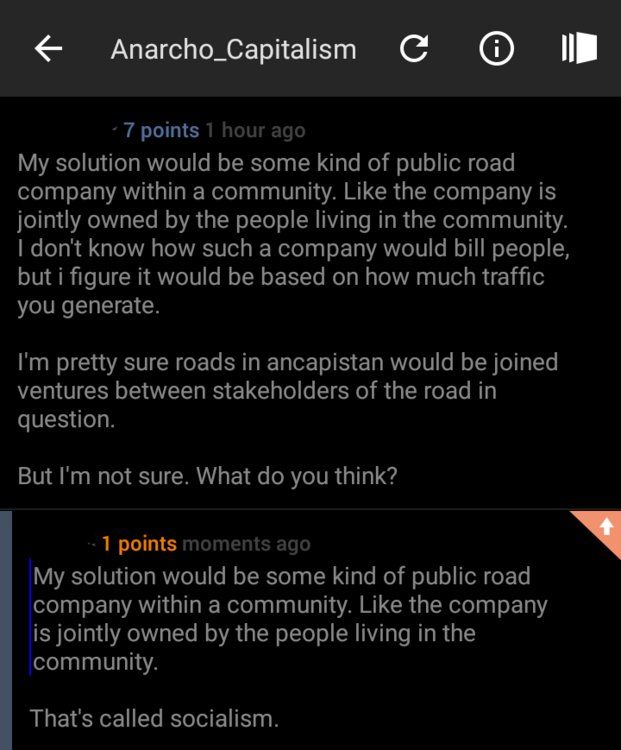 Anarcho_Capitalism
7 points 1 hour ago
My solution would be some kind of public road
company within a community. Like the company is
jointly owned by the people living in the community.
I don't know how such a company would bill people,
but i figure it would be based on how much traffic
you generate.
I'm pretty sure roads in ancapistan would be joined
ventures between stakeholders of the road in
question.
But I'm not sure. What do you think?
1 points moments ago
My solution would be some kind of public road
company within a community. Like the company
is jointly owned by the people living in the
community.
That's called socialism.